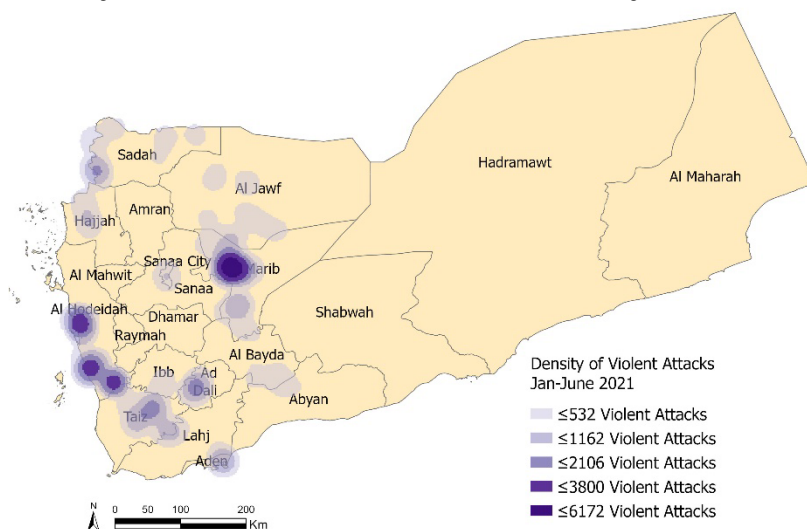 Sadah
Hadramawt
Al Maharah
Al Jawf
Hajjah
Amran
Sanaa City
Marib
Al Mahwit
Sanaa
Al Hodeidah
Dhamar
Shabwah
Raymah
Al Bayda
Ibb
Ad
Dali
Abyan
Taiz
Lahj
Aden
Density of Violent Attacks
Jan-June 2021
≤532 Violent Attacks
≤1162 Violent Attacks
≤2106 Violent Attacks
≤3800 Violent Attacks
≤6172 Violent Attacks
N
0 50 100 200
Km